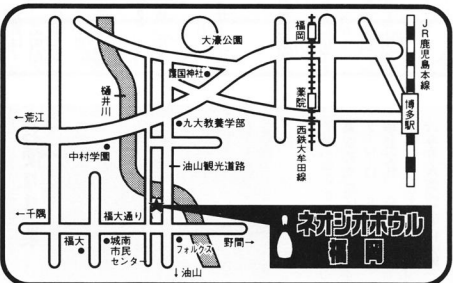 大濠公園
護国神社
福岡
薬院
西鉄大牟田線
JR鹿児島本線
博多駅
樋井川
←荒江
九大教養学部
中村学園
油山観光道路
←千隅
福大通り
福大
城南
市民
センター
フォルクス
野間→
↓油山
ネオジオボウル
福岡